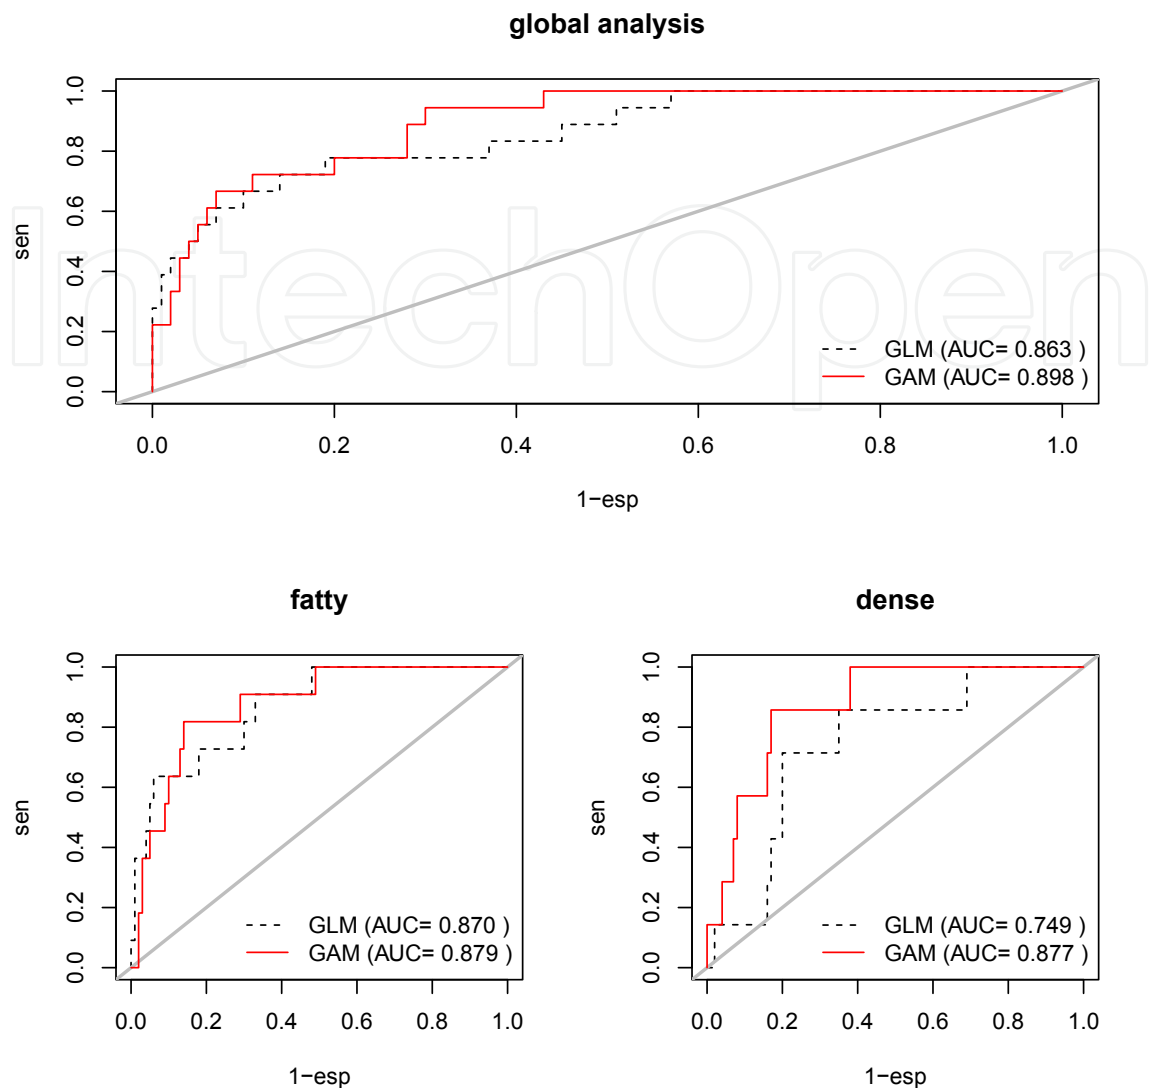 global analysis
1.0
0.8
0.6
0.4
0.2
0.0
sen
IntechOpen
GLM (AUC= 0.863 )
GAM (AUC= 0.898 )
0.0 0.2 0.4 0.6 0.8 1.0
1−esp
fatty
1.0
0.8
0.6
0.4
0.2
0.0
sen
GLM (AUC= 0.870 )
GAM (AUC= 0.879 )
0.0 0.2 0.4 0.6 0.8 1.0
1−esp
dense
1.0
0.8
0.6
0.4
0.2
0.0
sen
GLM (AUC= 0.749 )
GAM (AUC= 0.877 )
0.0 0.2 0.4 0.6 0.8 1.0
1−esp